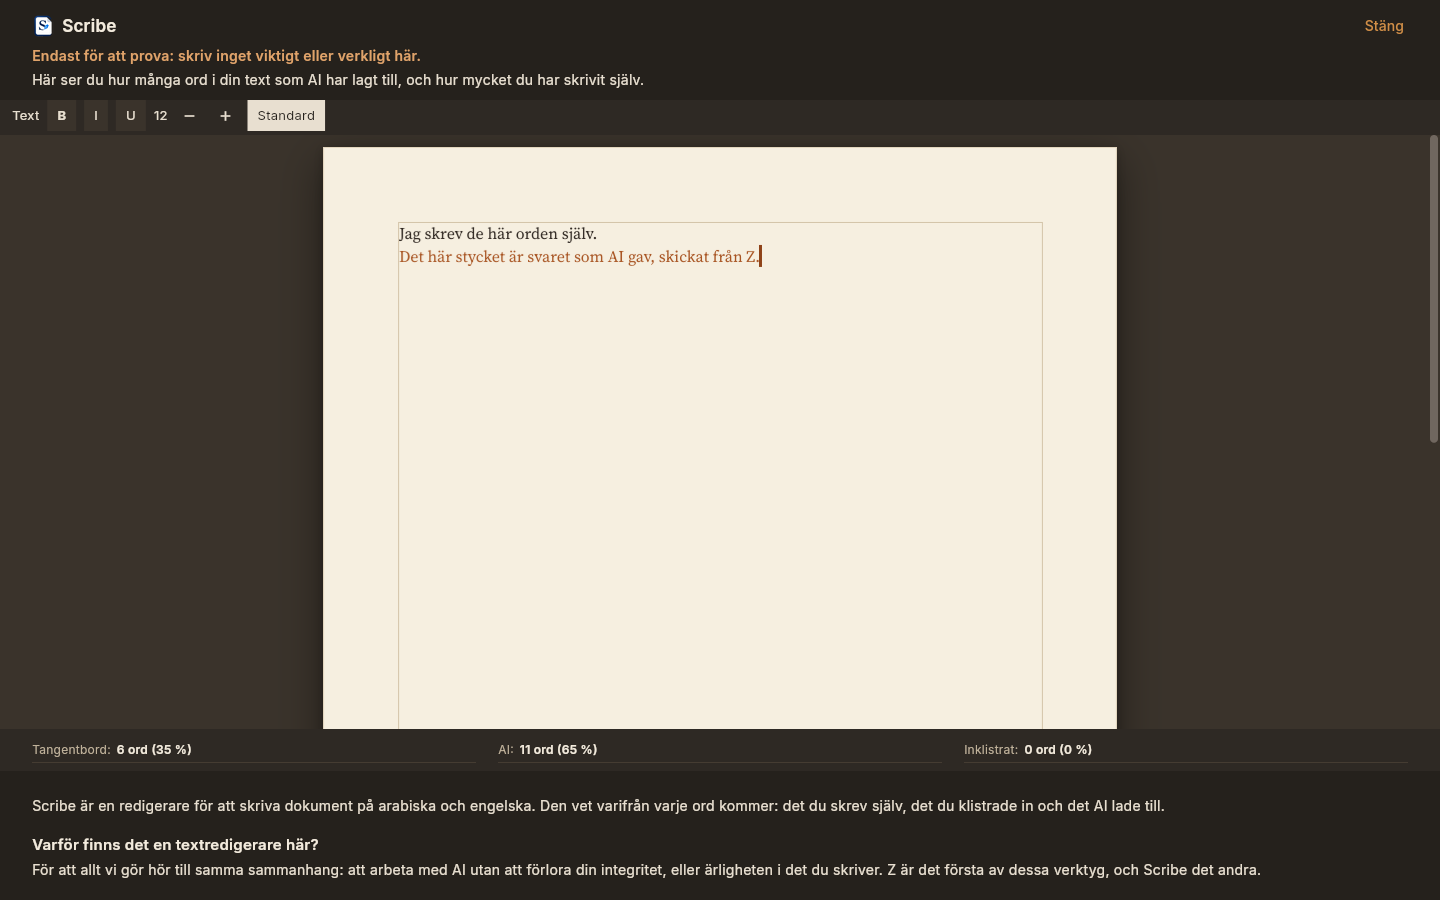 Scribe
Stäng
Endast för att prova: skriv inget viktigt eller verkligt här.
Här ser du hur många ord i din text som AI har lagt till, och hur mycket du har skrivit själv.
Text B I U 12 − + Standard
Jag skrev de här orden själv.
Det här stycket är svaret som AI gav, skickat från Z.
Tangentbord: 6 ord (35 %) AI: 11 ord (65 %) Inklistrat: 0 ord (0 %)
Scribe är en redigerare för att skriva dokument på arabiska och engelska. Den vet varifrån varje ord kommer: det du skrev själv, det du klistrade in och det AI lade till.
Varför finns det en textredigerare här?
För att allt vi gör hör till samma sammanhang: att arbeta med AI utan att förlora din integritet, eller ärligheten i det du skriver. Z är det första av dessa verktyg, och Scribe det andra.